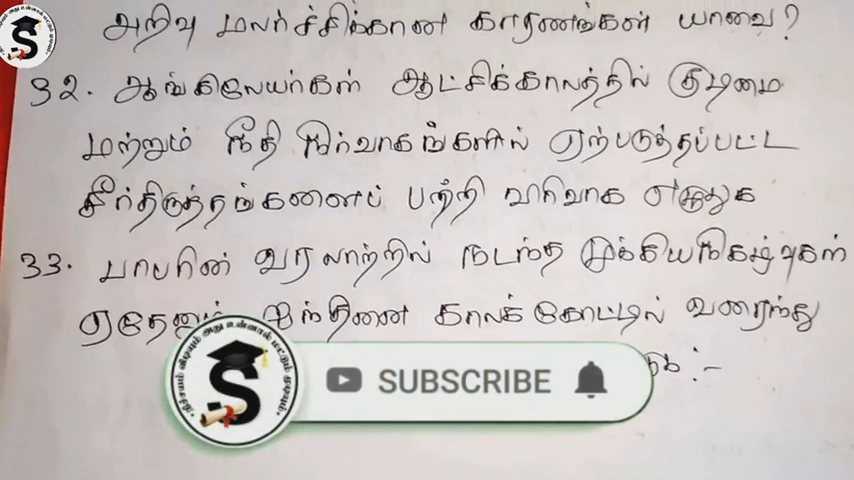 அறிவு மலர்ச்சிக்கான காரணங்கள் யாவை?
32. ஆங்கிலேயர்கள் ஆட்சிக்காலத்தில் குடிமை
மற்றும் நீதி நிர்வாகங்களில் ஏற்படுத்தப்பட்ட
சீர்திருத்தங்களைப் பற்றி விரிவாக எழுதுக
33. பாபரின் வரலாற்றில் நடந்த முக்கியநிகழ்வுகள்
ஏதேனும் ஐந்தினை காலக்கோட்டில் வரைந்து
SUBSCRIBE